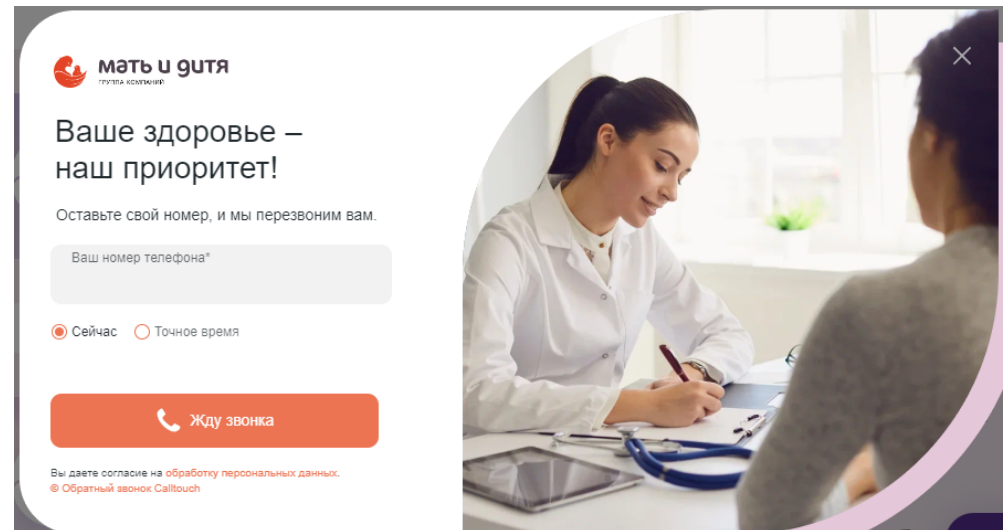 мать и дитя
ГРУППА КОМПАНИЙ
Ваше здоровье –
наш приоритет!
Оставьте свой номер, и мы перезвоним вам.
Ваш номер телефона*
Сейчас Точное время
Жду звонка
Вы даете согласие на обработку персональных данных.
© Обратный звонок Calltouch